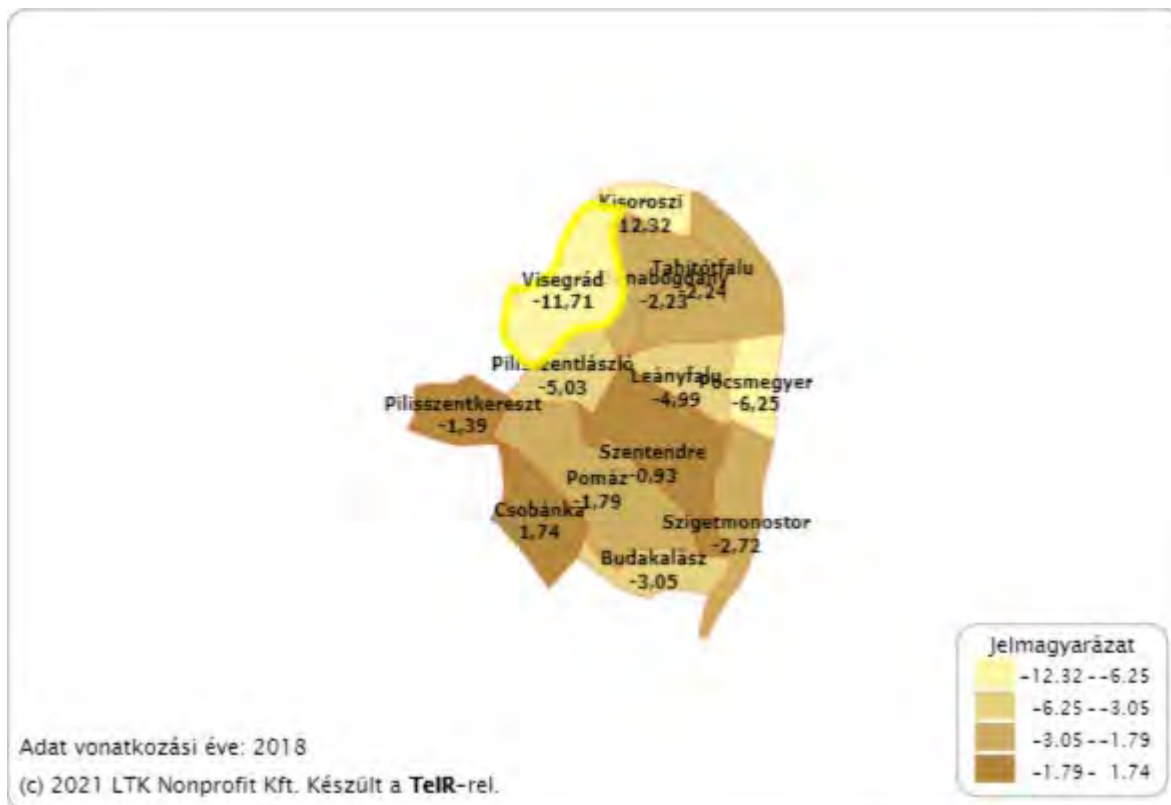 Kisoroszi
12,32
Visegrád
-11,71
nabogdány
-2,23
Tahitótfalu
-2,24
Pilisszentlászló
-5,03
Leányfalu
-4,99
Pócsmegyer
-6,25
Pilisszentkereszt
-1,39
Szentendre
-0,93
Pomáz
-1,79
Csobánka
1,74
Szigetmonostor
-2,72
Budakalász
-3,05
Jelmagyarázat
-12.32 - -6.25
-6.25 - -3.05
-3.05 - -1.79
-1.79 - 1.74
Adat vonatkozási éve: 2018
(c) 2021 LTK Nonprofit Kft. Készült a TeIR-rel.